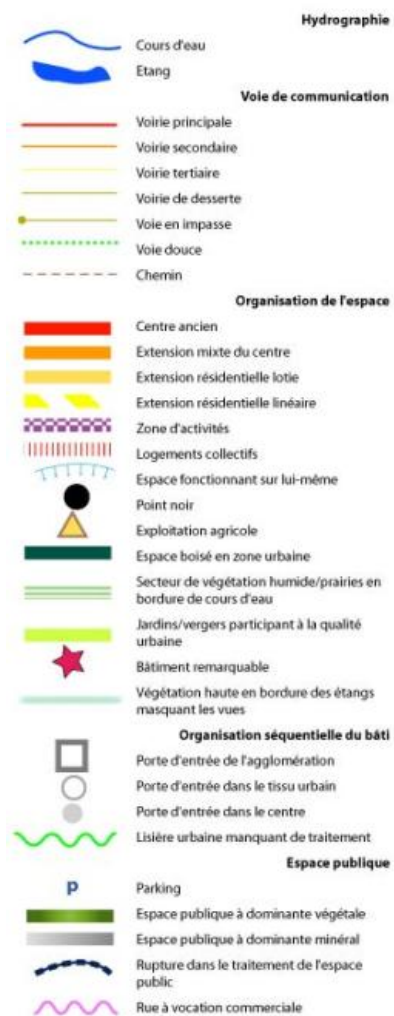 Hydrographie
Cours d'eau
Etang
Voie de communication
Voirie principale
Voirie secondaire
Voirie tertiaire
Voirie de desserte
Voie en impasse
Voie douce
Chemin
Organisation de l'espace
Centre ancien
Extension mixte du centre
Extension résidentielle lotie
Extension résidentielle linéaire
Zone d'activités
Logements collectifs
Espace fonctionnant sur lui-même
Point noir
Exploitation agricole
Espace boisé en zone urbaine
Secteur de végétation humide/prairies en
bordure de cours d'eau
Jardins/vergers participant à la qualité
urbaine
Bâtiment remarquable
Végétation haute en bordure des étangs
masquant les vues
Organisation séquentielle du bâti
Porte d'entrée de l'agglomération
Porte d'entrée dans le tissu urbain
Porte d'entrée dans le centre
Lisière urbaine manquant de traitement
Espace publique
P Parking
Espace publique à dominante végétale
Espace publique à dominante minéral
Rupture dans le traitement de l'espace
public
Rue à vocation commerciale